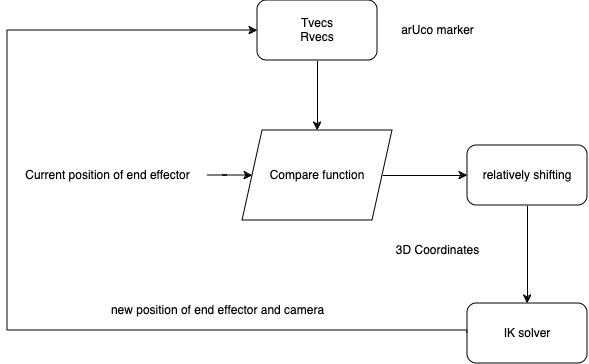 Tvecs
Rvecs
arUco marker
Current position of end effector
Compare function
relatively shifting
3D Coordinates
new position of end effector and camera
IK solver